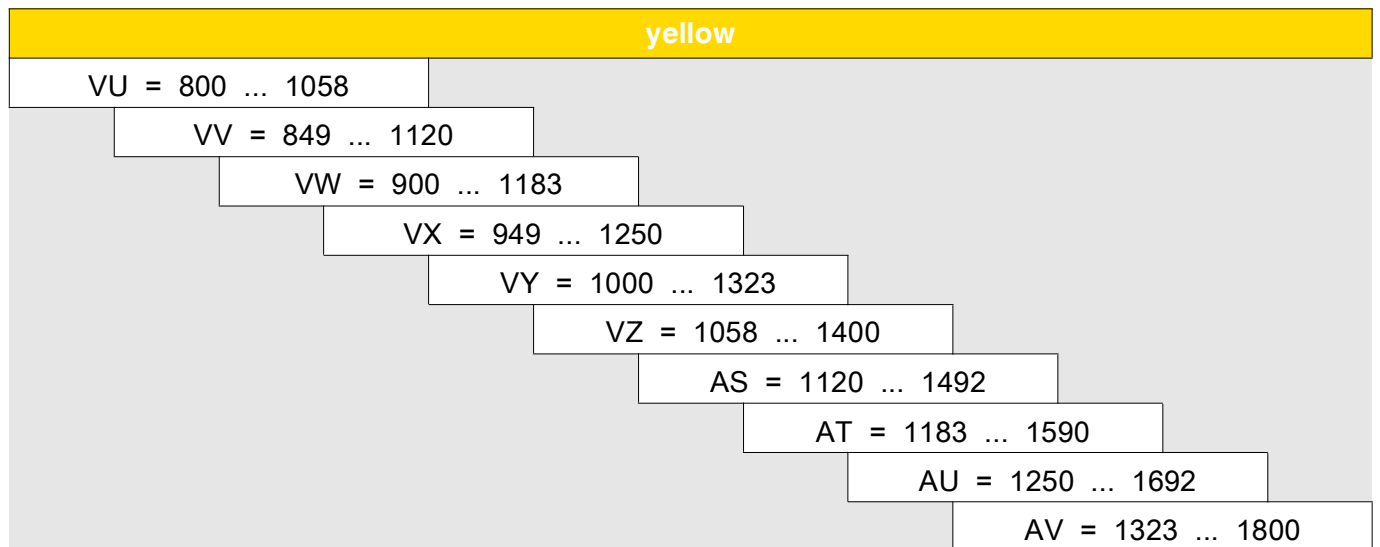 yellow
VU = 800 ... 1058
VV = 849 ... 1120
VW = 900 ... 1183
VX = 949 ... 1250
VY = 1000 ... 1323
VZ = 1058 ... 1400
AS = 1120 ... 1492
AT = 1183 ... 1590
AU = 1250 ... 1692
AV = 1323 ... 1800